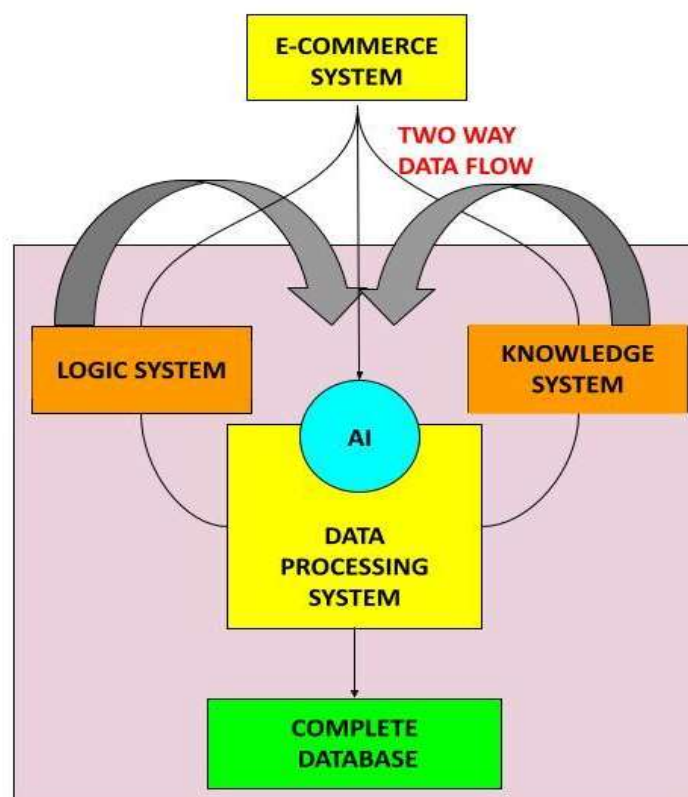 E-COMMERCE
SYSTEM
TWO WAY
DATA FLOW
LOGIC SYSTEM
KNOWLEDGE
SYSTEM
AI
DATA
PROCESSING
SYSTEM
COMPLETE
DATABASE